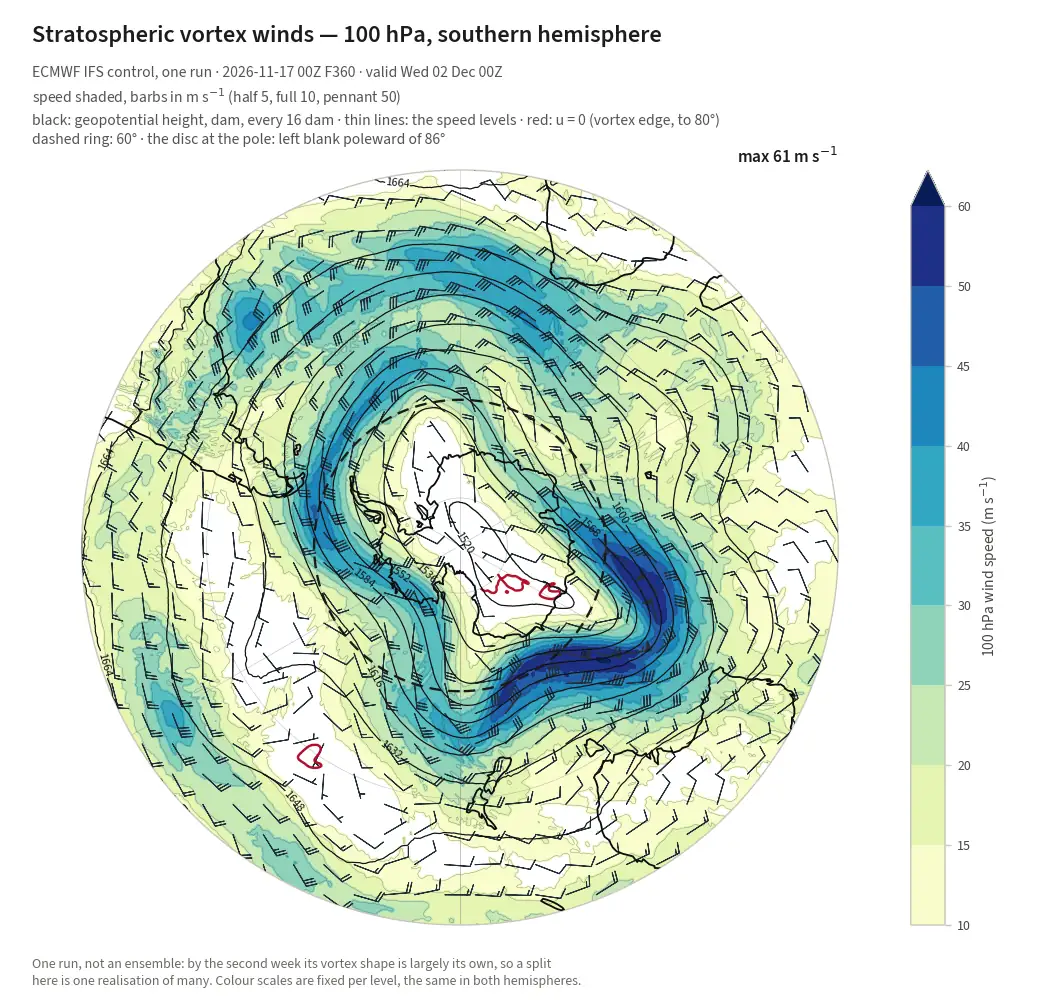 Stratospheric vortex winds — 100 hPa, southern hemisphere
ECMWF IFS control, one run · 2026-11-17 00Z F360 · valid Wed 02 Dec 00Z
speed shaded, barbs in m s⁻¹ (half 5, full 10, pennant 50)
black: geopotential height, dam, every 16 dam · thin lines: the speed levels · red: u = 0 (vortex edge, to 80°)
dashed ring: 60° · the disc at the pole: left blank poleward of 86°
max 61 m s⁻¹
1664
1664
1600
1568
1520
1536
1552
1584
1664
1616
1632
1648
60
50
45
40
35
30
25
20
15
10
100 hPa wind speed (m s⁻¹)
One run, not an ensemble: by the second week its vortex shape is largely its own, so a split
here is one realisation of many. Colour scales are fixed per level, the same in both hemispheres.